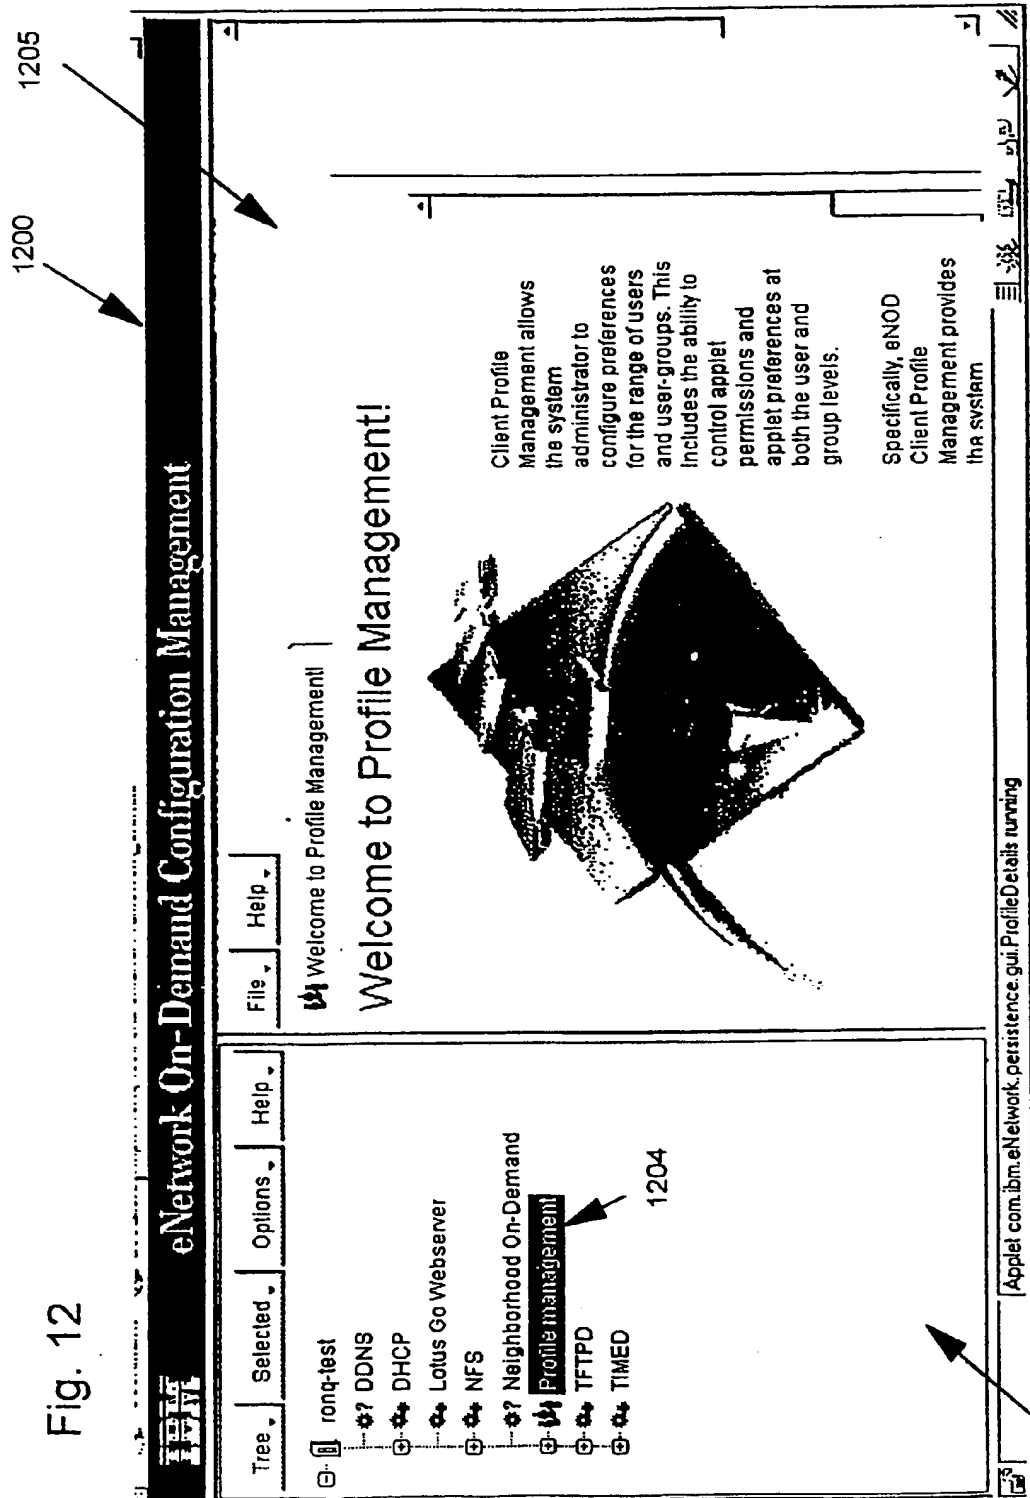 Fig. 12
1200
1205
IBM
eNetwork On-Demand Configuration Management
Tree
Selected
Options
Help
ronq-test
? DDNS
DHCP
Lotus Go Webserver
NFS
? Neighborhood On-Demand
Profile management
TFTPD
TIMED
1204
File
Help
Welcome to Profile Management!
Welcome to Profile Management!
Client Profile
Management allows
the system
administrator to
configure preferences
for the range of users
and user-groups. This
includes the ability to
control applet
permissions and
applet preferences at
both the user and
group levels.
Specifically, eNOD
Client Profile
Management provides
the system
Applet com.ibm.eNetwork.persistence.gui.ProfileDetails running